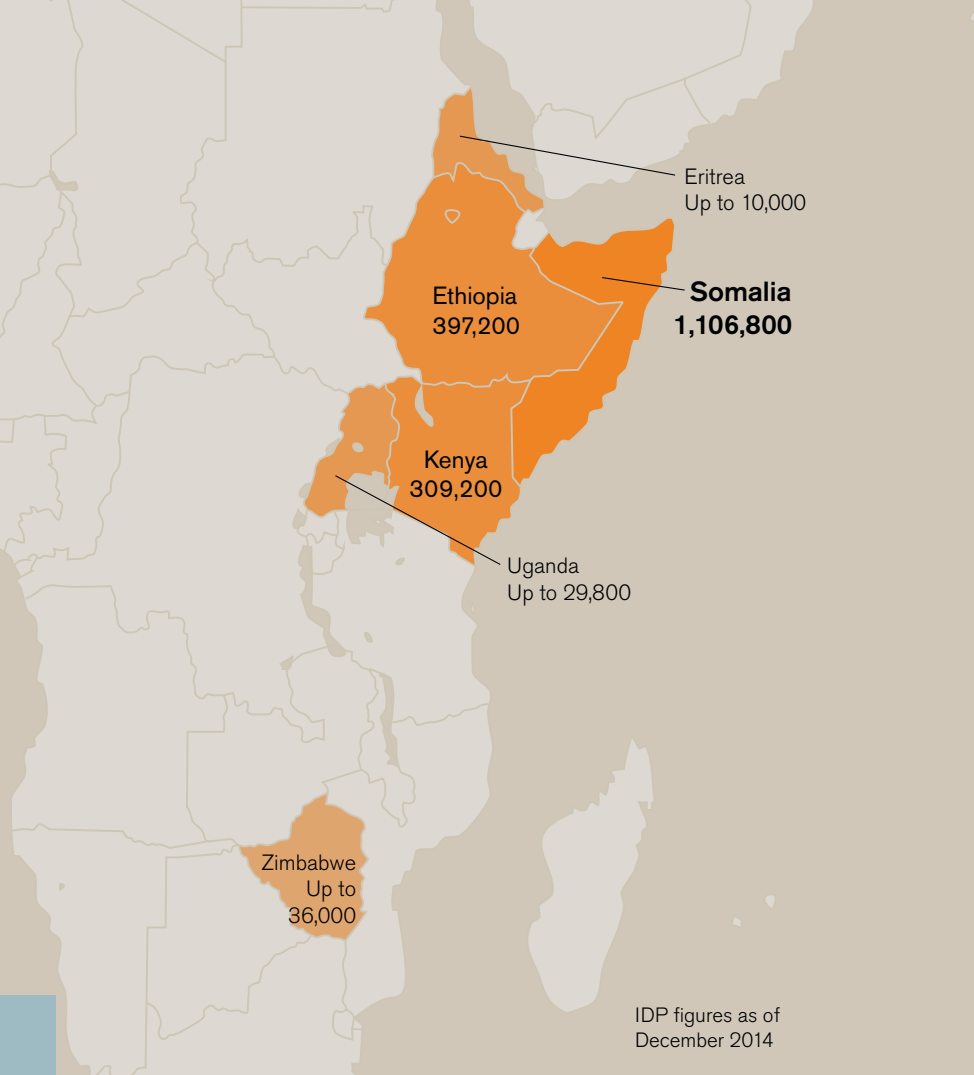 Eritrea
Up to 10,000
Somalia
1,106,800
Ethiopia
397,200
Kenya
309,200
Uganda
Up to 29,800
Zimbabwe
Up to
36,000
IDP figures as of
December 2014